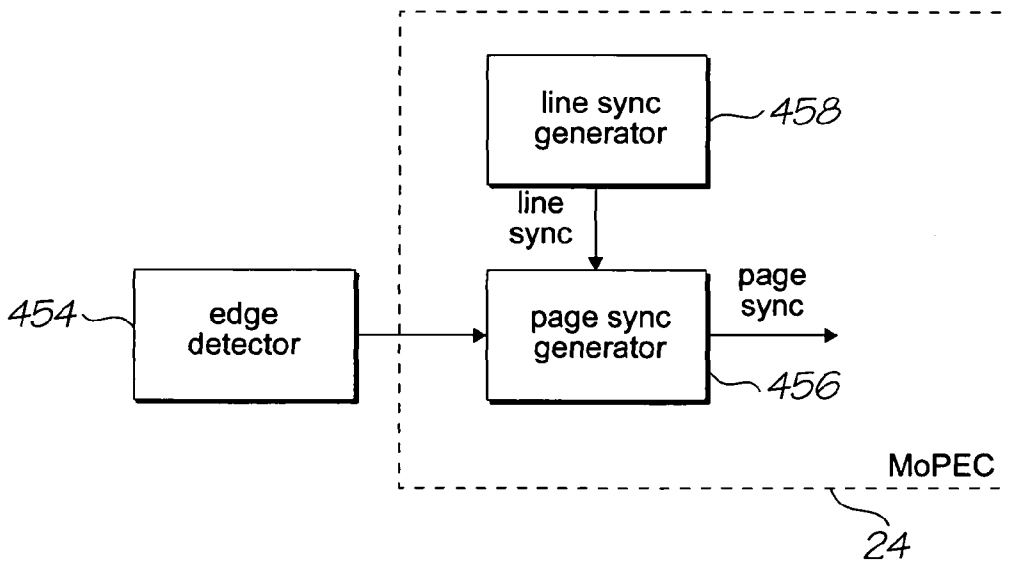 line sync
generator
458
line
sync
454
edge
detector
page sync
generator
page
sync
456
MoPEC
24